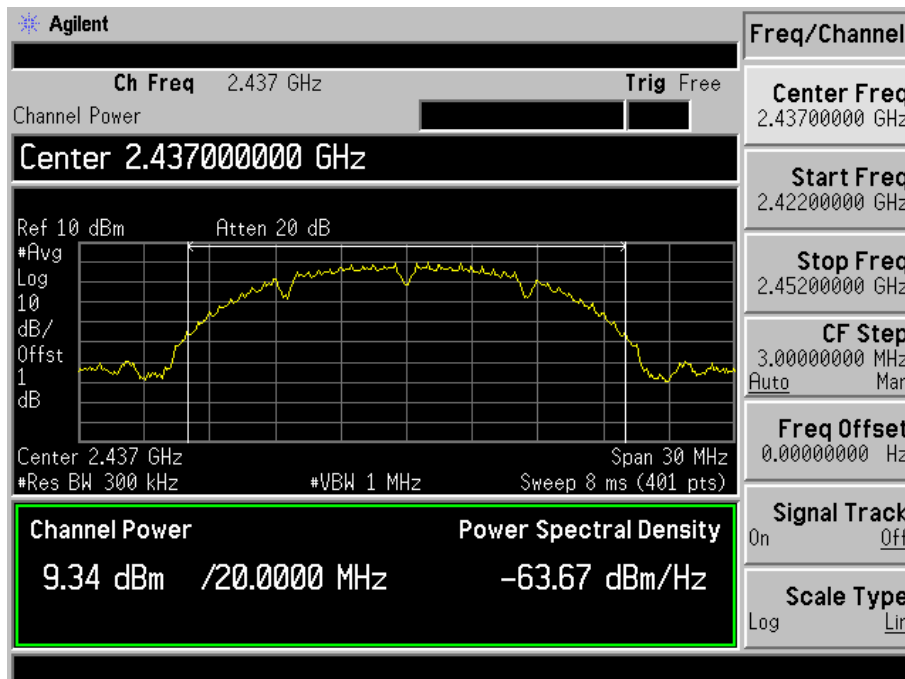 Agilent
Freq/Channel
Ch Freq 2.437 GHz Trig Free
Channel Power
Center 2.437000000 GHz
Ref 10 dBm Atten 20 dB
#Avg
Log
10
dB/
Offst
1
dB
Center 2.437 GHz Span 30 MHz
#Res BW 300 kHz #VBW 1 MHz Sweep 8 ms (401 pts)
Channel Power Power Spectral Density
9.34 dBm /20.0000 MHz -63.67 dBm/Hz
Center Freq
2.43700000 GHz
Start Freq
2.42200000 GHz
Stop Freq
2.45200000 GHz
CF Step
3.00000000 MHz
Auto Man
Freq Offset
0.00000000 Hz
Signal Track
On Off
Scale Type
Log Lin